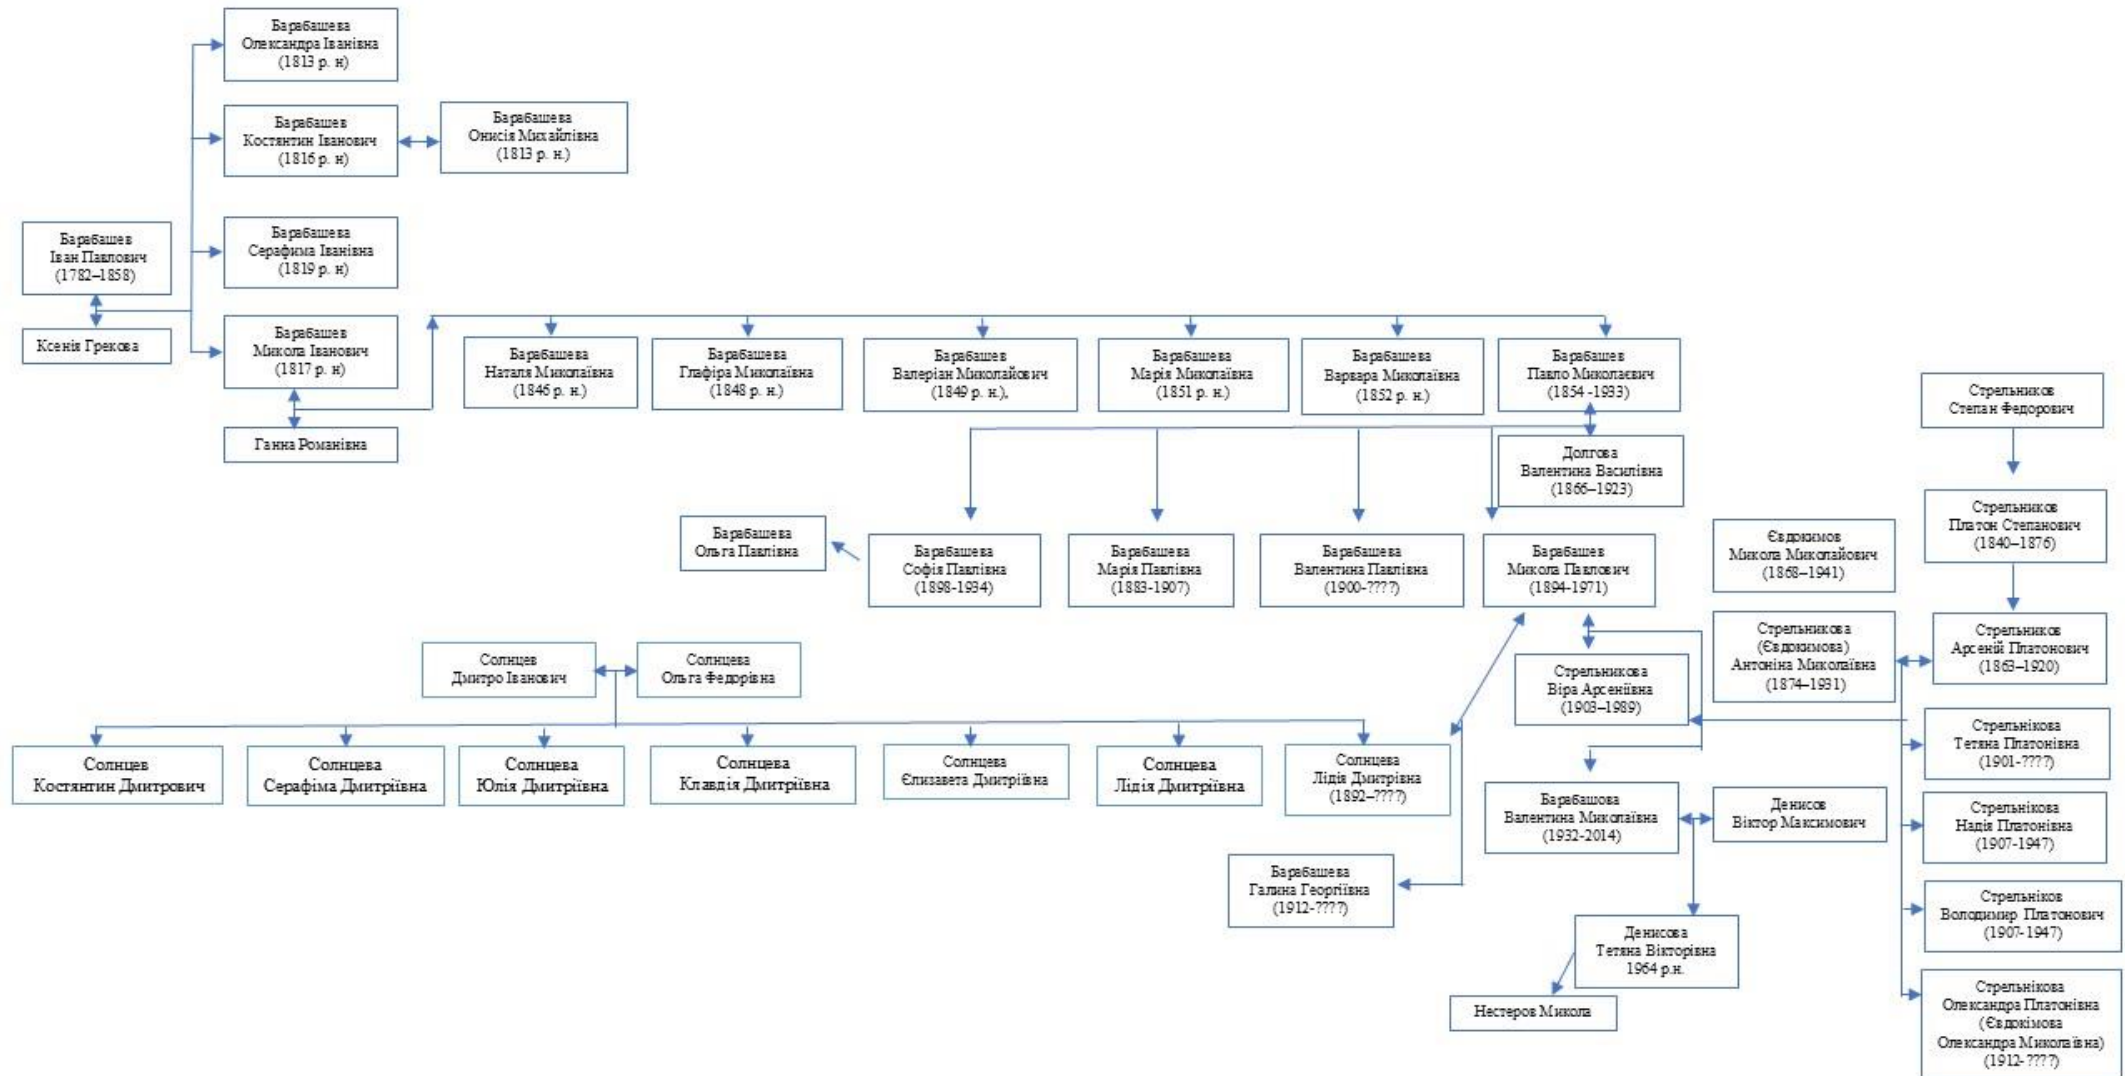 Барабашева
Олександра Іванівна
(1813 р. н)
Барабашев
Костянтин Іванович
(1816 р. н)
Барабашева
Онисія Михайлівна
(1813 р. н.)
Барабашев
Іван Павлович
(1782–1858)
Ксенія Грекова
Барабашева
Серафима Іванівна
(1819 р. н)
Барабашев
Микола Іванович
(1817 р. н)
Ганна Романівна
Барабашева
Наталя Миколаївна
(1846 р. н.)
Барабашева
Глафіра Миколаївна
(1848 р. н.)
Барабашев
Валеріан Миколайович
(1849 р. н.),
Барабашева
Марія Миколаївна
(1851 р. н.)
Барабашева
Варвара Миколаївна
(1852 р. н.)
Барабашев
Павло Миколаєвич
(1854 -1933)
Долгова
Валентина Василівна
(1866–1923)
Стрельников
Степан Федорович
Стрельников
Платон Степанович
(1840–1876)
Барабашева
Ольга Павлівна
Барабашева
Софія Павлівна
(1898-1934)
Барабашева
Марія Павлівна
(1883-1907)
Барабашева
Валентина Павлівна
(1900-????)
Барабашев
Микола Павлович
(1894-1971)
Євдокимов
Микола Миколайович
(1868–1941)
Стрельникова
(Євдокимова)
Антоніна Миколаївна
(1874–1931)
Стрельников
Арсеній Платонович
(1863–1920)
Солнцев
Дмитро Іванович
Солнцева
Ольга Федорівна
Стрельникова
Віра Арсеніївна
(1903–1989)
Солнцев
Костянтин Дмитрович
Солнцева
Серафіма Дмитріївна
Солнцева
Юлія Дмитріївна
Солнцева
Клавдія Дмитріївна
Солнцева
Єлизавета Дмитріївна
Солнцева
Лідія Дмитріївна
Солнцева
Лідія Дмитрівна
(1892–????)
Стрельнікова
Тетяна Платонівна
(1901-????)
Барабашова
Валентина Миколаївна
(1932-2014)
Денисов
Віктор Максимович
Стрельнікова
Надія Платонівна
(1907-1947)
Барабашева
Галина Георгіївна
(1912-????)
Стрельніков
Володимир Платонович
(1907-1947)
Денисова
Тетяна Вікторівна
1964 р.н.
Нестеров Микола
Стрельнікова
Олександра Платонівна
(Євдокімова
Олександра Миколаївна)
(1912-????)